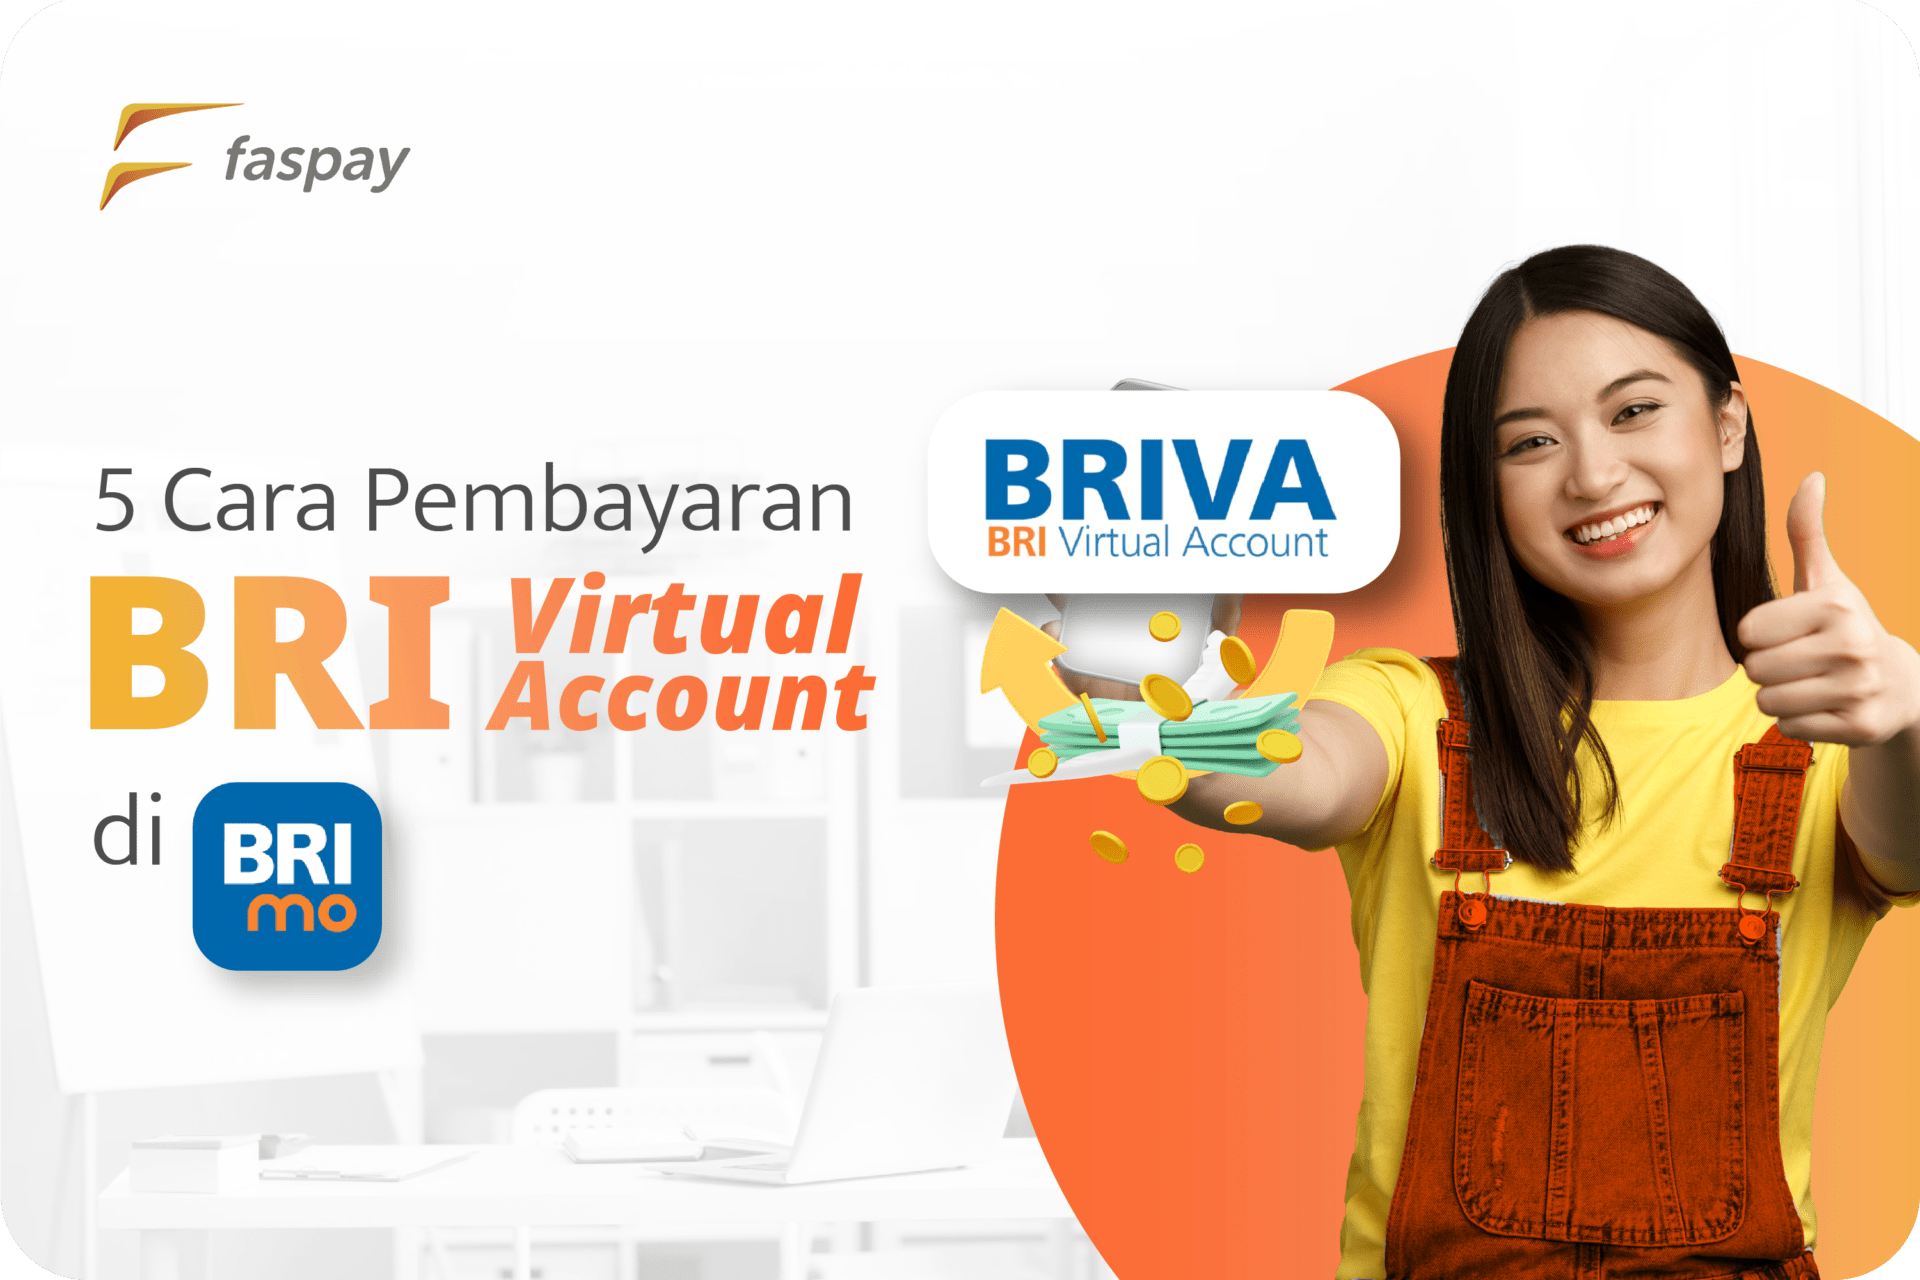 faspay
5 Cara Pembayaran
BRI Virtual
Account
di BRI
mo
BRIVA
BRI Virtual Account